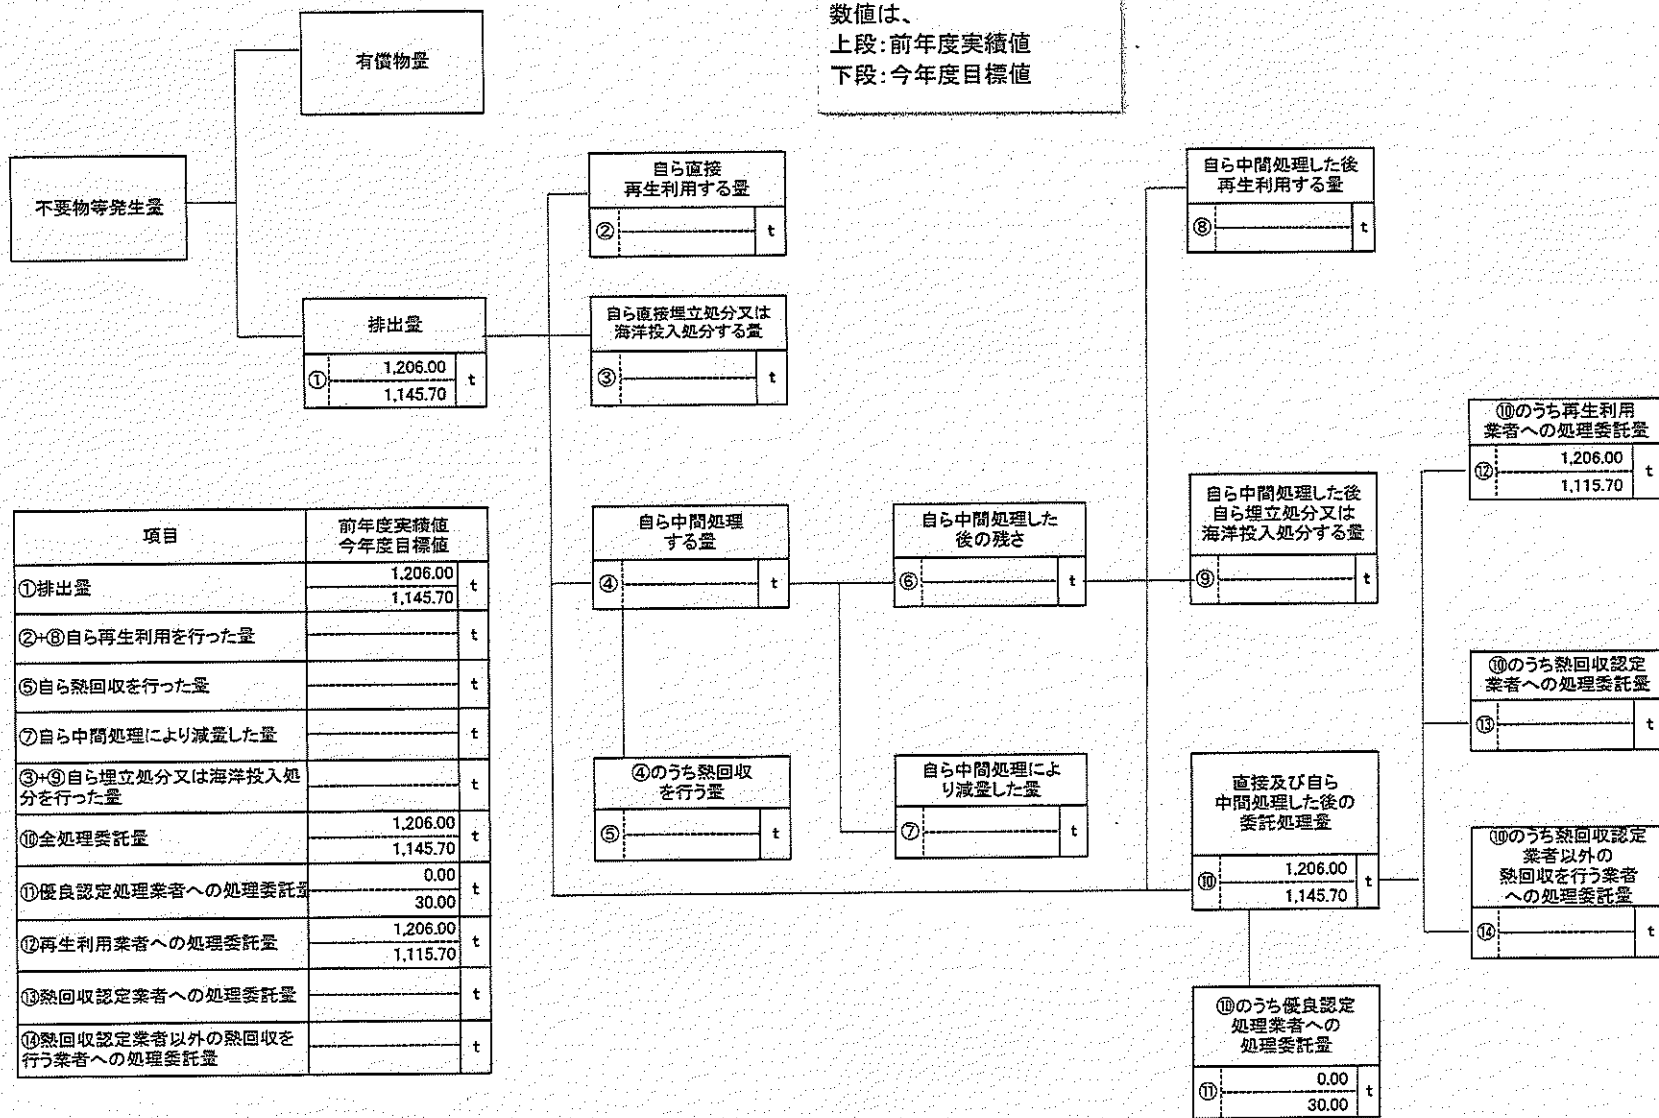 数値は、
上段:前年度実績値
下段:今年度目標値
有償物量
不要物等発生量
排出量
① 1,206.00 t
1,145.70
自ら直接
再生利用する量
② t
自ら直接埋立処分又は
海洋投入処分する量
③ t
自ら中間処理
する量
④ t
④のうち熱回収
を行う量
⑤ t
自ら中間処理した
後の残さ
⑥ t
自ら中間処理によ
り減量した量
⑦ t
自ら中間処理した後
再生利用する量
⑧ t
自ら中間処理した後
自ら埋立処分又は
海洋投入処分する量
⑨ t
直接及び自ら
中間処理した後の
委託処理量
⑩ 1,206.00 t
1,145.70
⑩のうち優良認定
処理業者への
処理委託量
⑪ 0.00 t
30.00
⑩のうち再生利用
業者への処理委託量
⑫ 1,206.00 t
1,115.70
⑩のうち熱回収認定
業者への処理委託量
⑬ t
⑩のうち熱回収認定
業者以外の
熱回収を行う業者
への処理委託量
⑭ t
項目 前年度実績値
今年度目標値
①排出量 1,206.00 t
1,145.70
②+⑧自ら再生利用を行った量 t
⑤自ら熱回収を行った量 t
⑦自ら中間処理により減量した量 t
③+⑨自ら埋立処分又は海洋投入処
分を行った量 t
⑩全処理委託量 1,206.00 t
1,145.70
⑪優良認定処理業者への処理委託量 0.00 t
30.00
⑫再生利用業者への処理委託量 1,206.00 t
1,115.70
⑬熱回収認定業者への処理委託量 t
⑭熱回収認定業者以外の熱回収を
行う業者への処理委託量 t